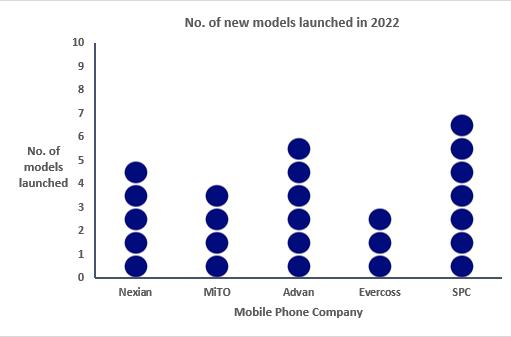 No. of new models launched in 2022
10
9
8
7
6
5
4
3
2
1
0
No. of
models
launched
Nexian MiTO Advan Evercoss SPC
Mobile Phone Company